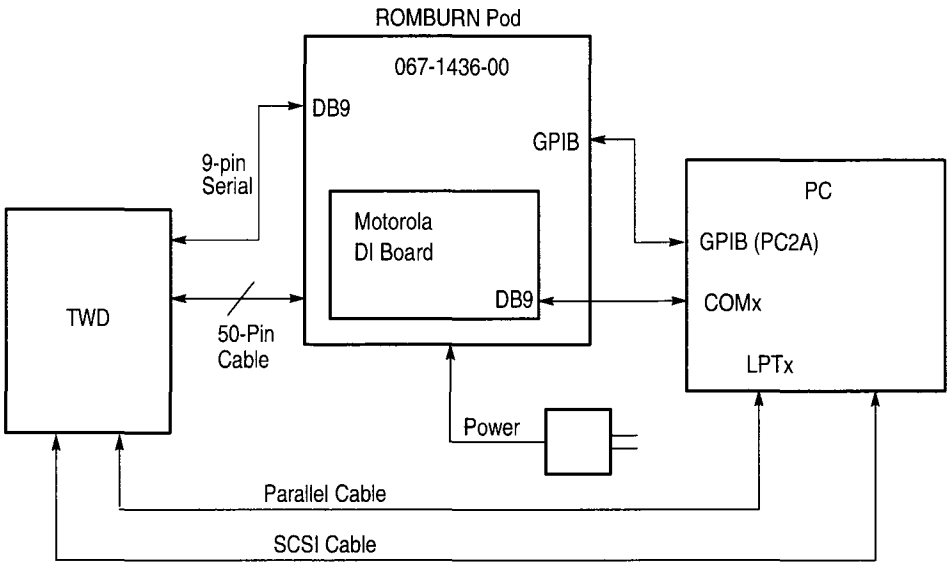 ROMBURN Pod
067-1436-00
DB9
GPIB
9-pin
Serial
PC
Motorola
DI Board
GPIB (PC2A)
DB9
COMx
TWD
50-Pin
Cable
LPTx
Power
Parallel Cable
SCSI Cable